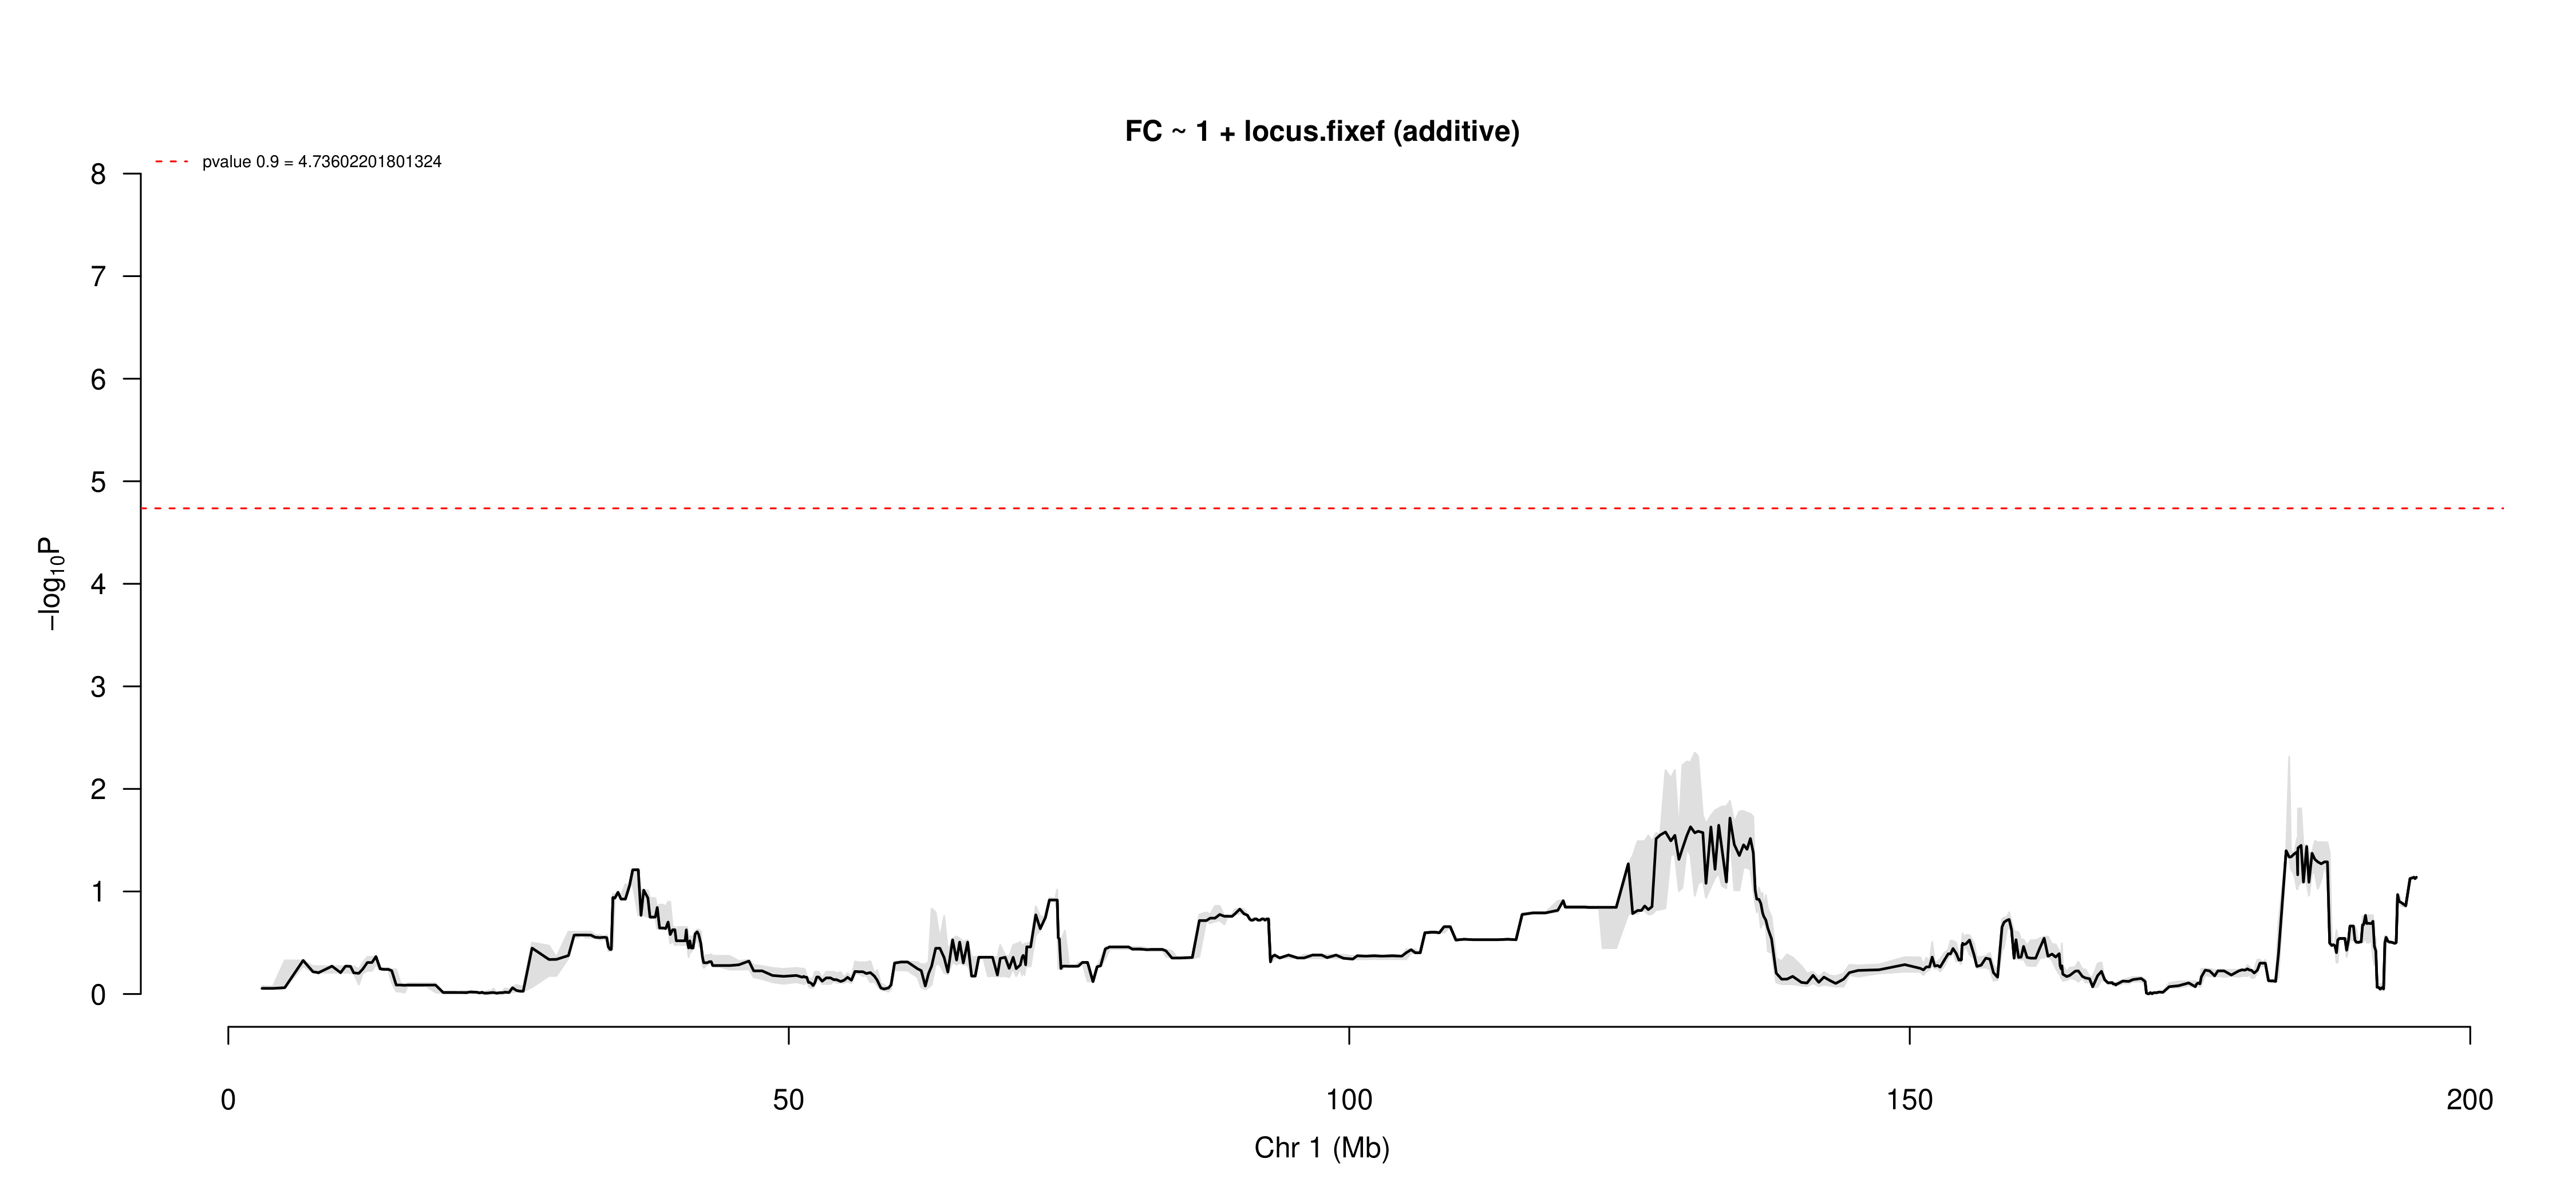 FC ~ 1 + locus.fixef (additive)
pvalue 0.9 = 4.73602201801324
8
7
6
5
4
3
2
1
0
−log10P
0 50 100 150 200
Chr 1 (Mb)